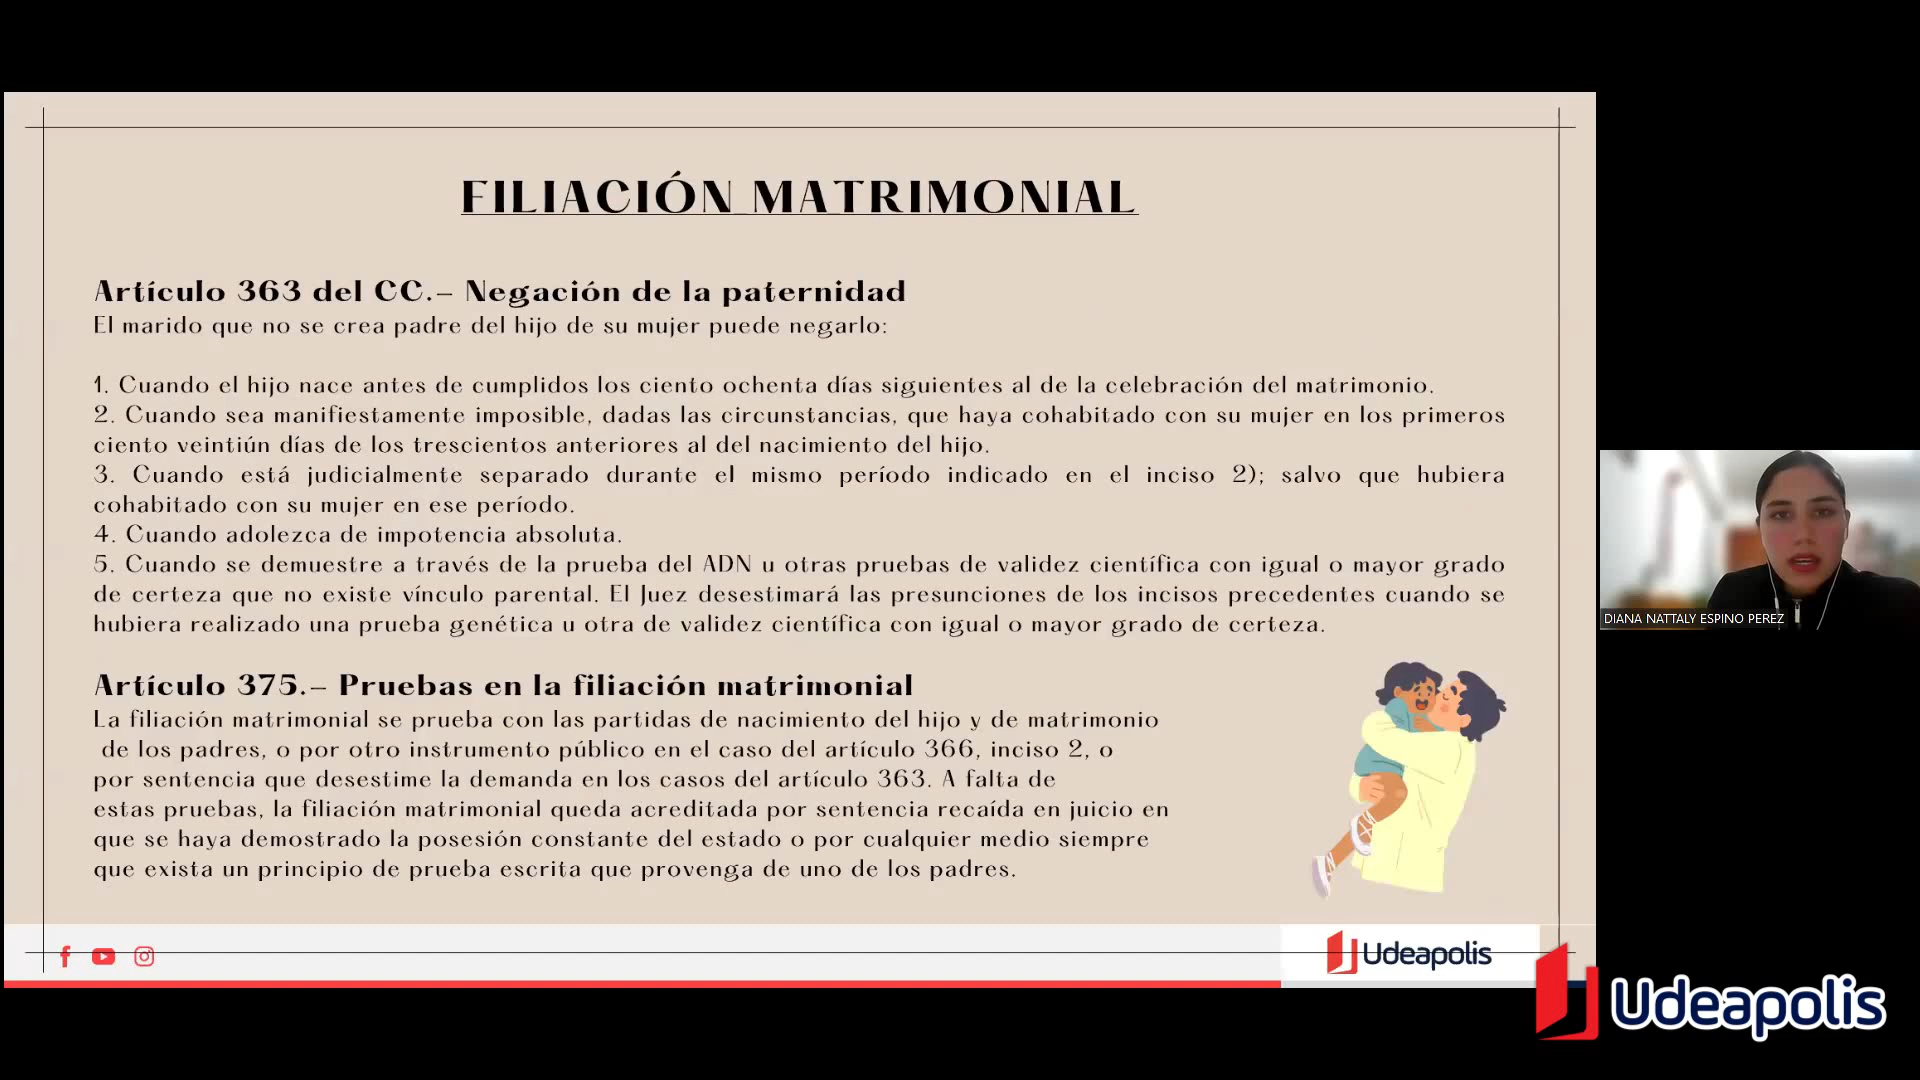 FILIACIÓN MATRIMONIAL
Artículo 363 del CC.- Negación de la paternidad
El marido que no se crea padre del hijo de su mujer puede negarlo:
1. Cuando el hijo nace antes de cumplidos los ciento ochenta días siguientes al de la celebración del matrimonio.
2. Cuando sea manifiestamente imposible, dadas las circunstancias, que haya cohabitado con su mujer en los primeros
ciento veintiún días de los trescientos anteriores al del nacimiento del hijo.
3. Cuando está judicialmente separado durante el mismo período indicado en el inciso 2); salvo que hubiera
cohabitado con su mujer en ese período.
4. Cuando adolezca de impotencia absoluta.
5. Cuando se demuestre a través de la prueba del ADN u otras pruebas de validez científica con igual o mayor grado
de certeza que no existe vínculo parental. El Juez desestimará las presunciones de los incisos precedentes cuando se
hubiera realizado una prueba genética u otra de validez científica con igual o mayor grado de certeza.
Artículo 375.- Pruebas en la filiación matrimonial
La filiación matrimonial se prueba con las partidas de nacimiento del hijo y de matrimonio
de los padres, o por otro instrumento público en el caso del artículo 366, inciso 2, o
por sentencia que desestime la demanda en los casos del artículo 363. A falta de
estas pruebas, la filiación matrimonial queda acreditada por sentencia recaída en juicio en
que se haya demostrado la posesión constante del estado o por cualquier medio siempre
que exista un principio de prueba escrita que provenga de uno de los padres.
DIANA NATTALY ESPINO PEREZ
Udeapolis
Udeapolis